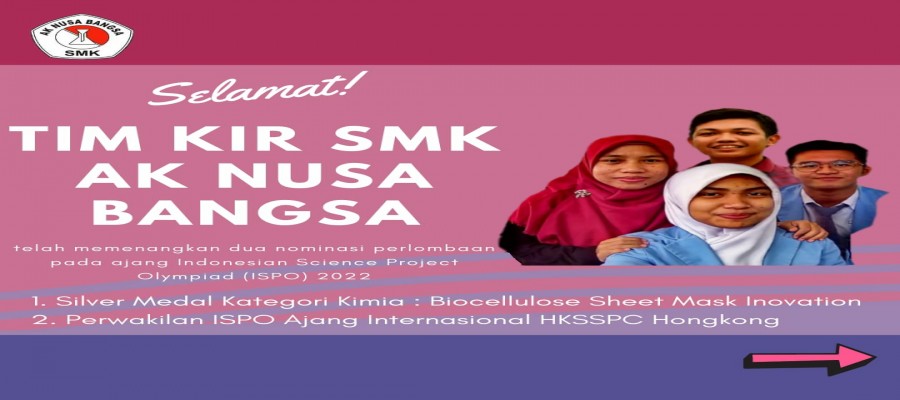 AK NUSA BANGSA
SMK
Selamat!
TIM KIR SMK
AK NUSA
BANGSA
telah memenangkan dua nominasi perlombaan
pada ajang Indonesian Science Project
Olympiad (ISPO) 2022
1. Silver Medal Kategori Kimia : Biocellulose Sheet Mask Inovation
2. Perwakilan ISPO Ajang Internasional HKSSPC Hongkong